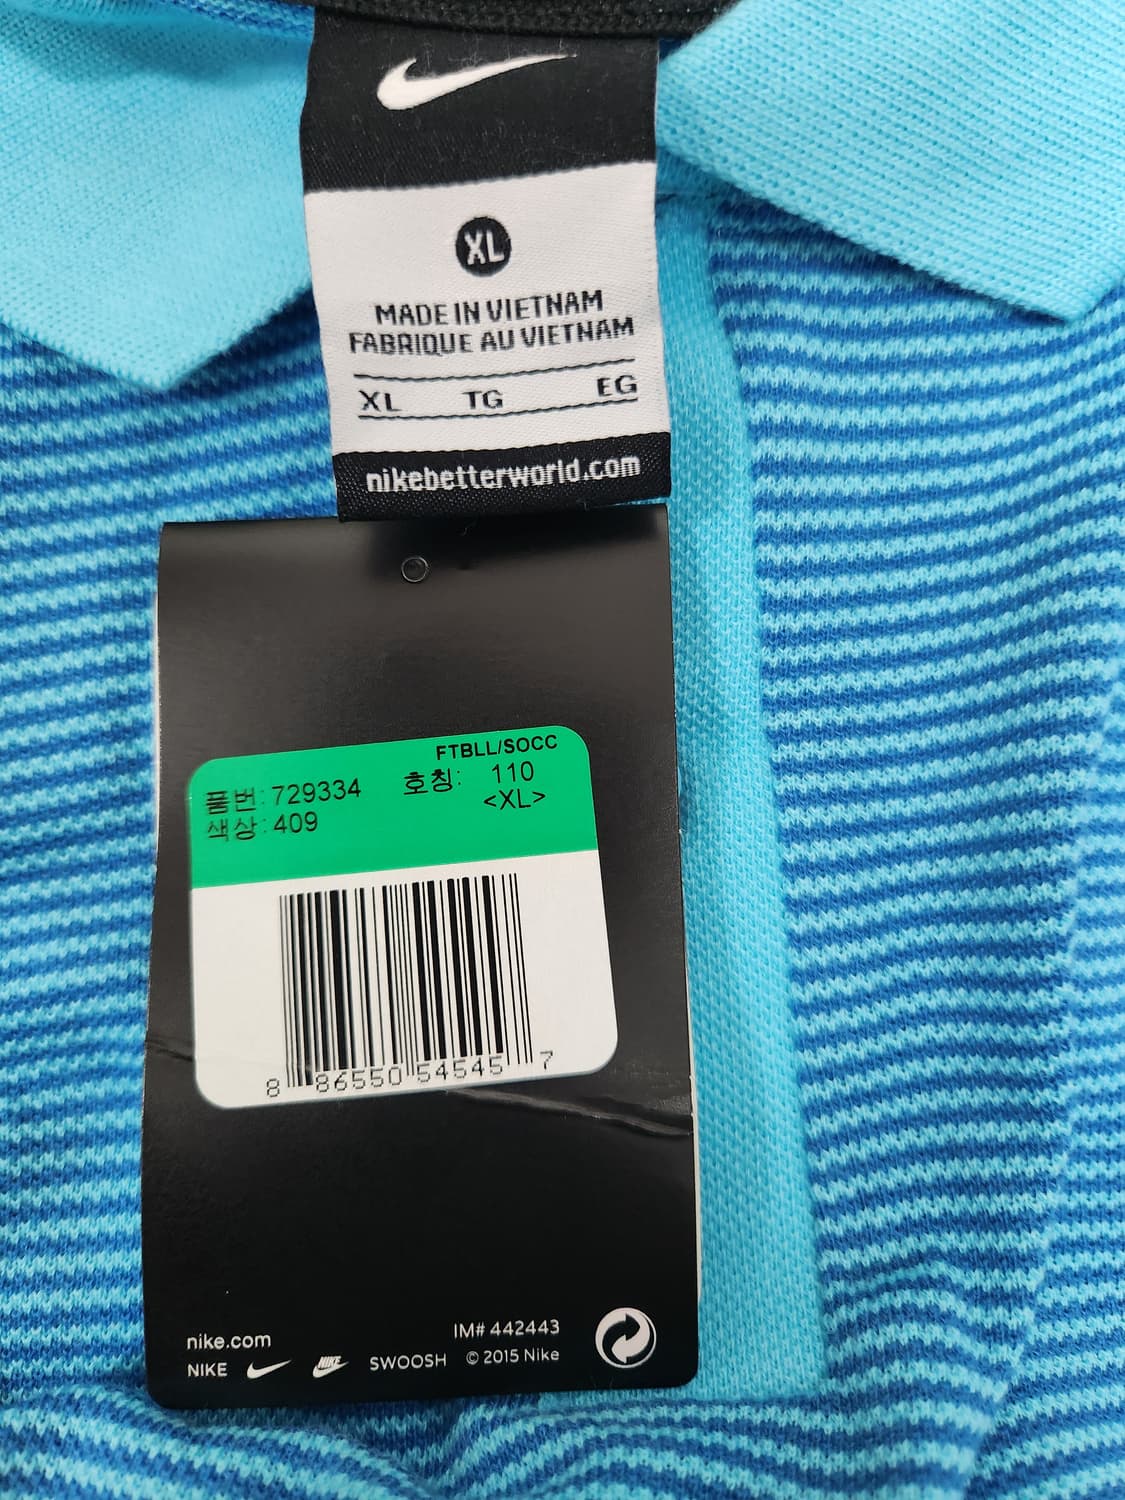 XL
MADE IN VIETNAM
FABRIQUE AU VIETNAM
XL TG EG
nikebetterworld.com
FTBLL/SOCC
품번: 729334 호칭: 110
색상: 409 <XL>
8 86550 54545 7
nike.com IM# 442443
NIKE NIKE SWOOSH © 2015 Nike